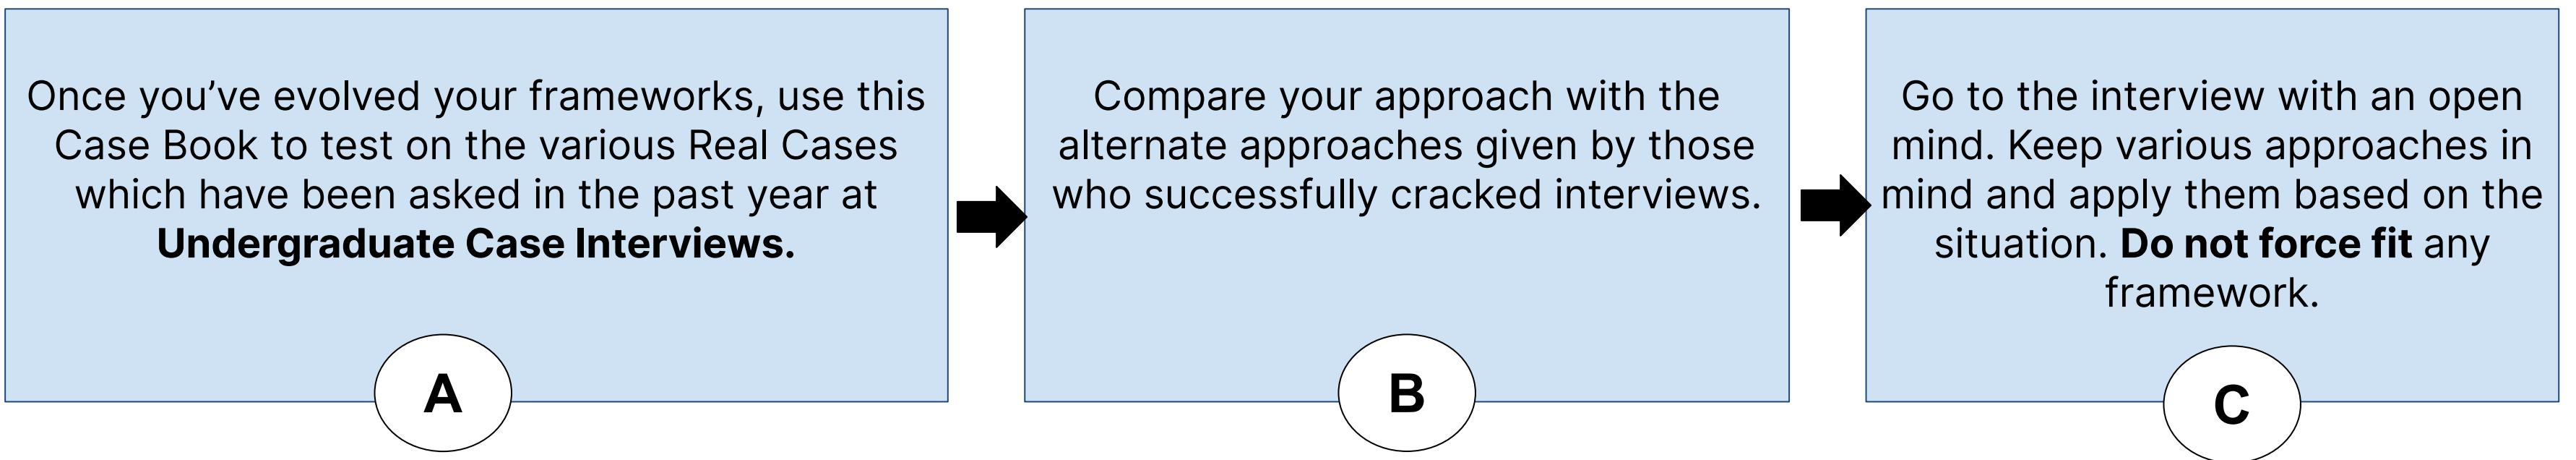 Once you’ve evolved your frameworks, use this
Case Book to test on the various Real Cases
which have been asked in the past year at
Undergraduate Case Interviews.
A
Compare your approach with the
alternate approaches given by those
who successfully cracked interviews.
B
Go to the interview with an open
mind. Keep various approaches in
mind and apply them based on the
situation. Do not force fit any
framework.
C